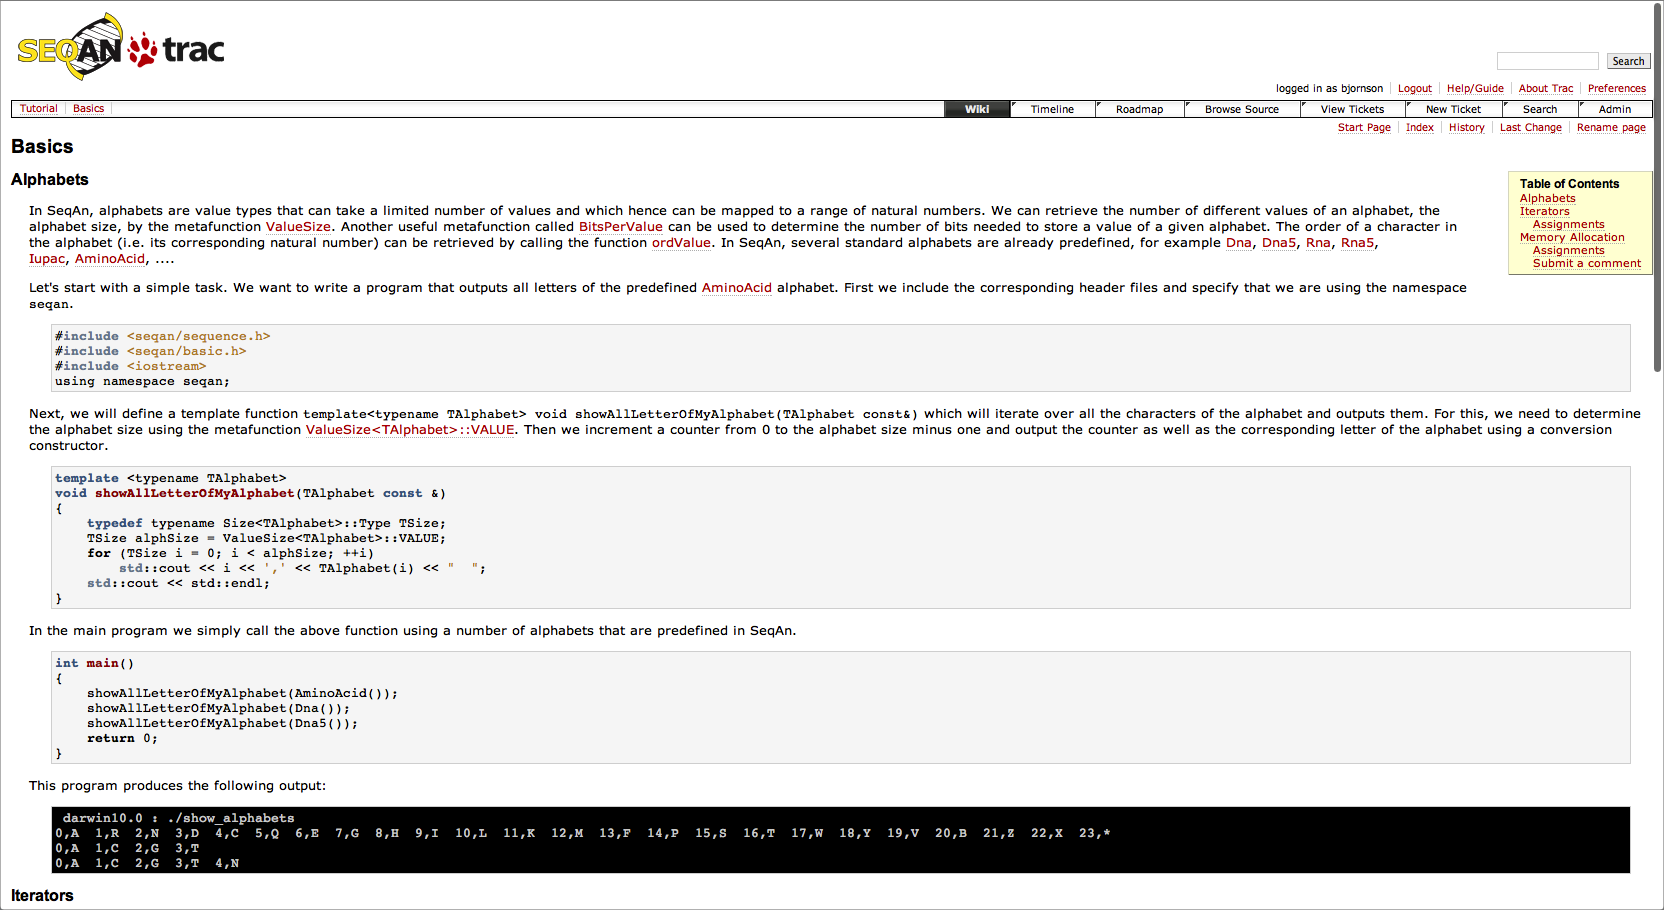 SEQAN trac
Search
logged in as bjornson Logout Help/Guide About Trac Preferences
Tutorial Basics Wiki Timeline Roadmap Browse Source View Tickets New Ticket Search Admin
Start Page Index History Last Change Rename page
Basics
Alphabets
Table of Contents
Alphabets
Iterators
Assignments
Memory Allocation
Assignments
Submit a comment
In SeqAn, alphabets are value types that can take a limited number of values and which hence can be mapped to a range of natural numbers. We can retrieve the number of different values of an alphabet, the
alphabet size, by the metafunction ValueSize. Another useful metafunction called BitsPerValue can be used to determine the number of bits needed to store a value of a given alphabet. The order of a character in
the alphabet (i.e. its corresponding natural number) can be retrieved by calling the function ordValue. In SeqAn, several standard alphabets are already predefined, for example Dna, Dna5, Rna, Rna5,
Iupac, AminoAcid, ....
Let's start with a simple task. We want to write a program that outputs all letters of the predefined AminoAcid alphabet. First we include the corresponding header files and specify that we are using the namespace
seqan.
#include <seqan/sequence.h>
#include <seqan/basic.h>
#include <iostream>
using namespace seqan;
Next, we will define a template function template<typename TAlphabet> void showAllLetterOfMyAlphabet(TAlphabet const&) which will iterate over all the characters of the alphabet and outputs them. For this, we need to determine
the alphabet size using the metafunction ValueSize<TAlphabet>::VALUE. Then we increment a counter from 0 to the alphabet size minus one and output the counter as well as the corresponding letter of the alphabet using a conversion
constructor.
template <typename TAlphabet>
void showAllLetterOfMyAlphabet(TAlphabet const &)
{
    typedef typename Size<TAlphabet>::Type TSize;
    TSize alphSize = ValueSize<TAlphabet>::VALUE;
    for (TSize i = 0; i < alphSize; ++i)
        std::cout << i << ',' << TAlphabet(i) << "  ";
    std::cout << std::endl;
}
In the main program we simply call the above function using a number of alphabets that are predefined in SeqAn.
int main()
{
    showAllLetterOfMyAlphabet(AminoAcid());
    showAllLetterOfMyAlphabet(Dna());
    showAllLetterOfMyAlphabet(Dna5());
    return 0;
}
This program produces the following output:
darwin10.0 : ./show_alphabets
0,A  1,R  2,N  3,D  4,C  5,Q  6,E  7,G  8,H  9,I  10,L  11,K  12,M  13,F  14,P  15,S  16,T  17,W  18,Y  19,V  20,B  21,Z  22,X  23,*
0,A  1,C  2,G  3,T
0,A  1,C  2,G  3,T  4,N
Iterators